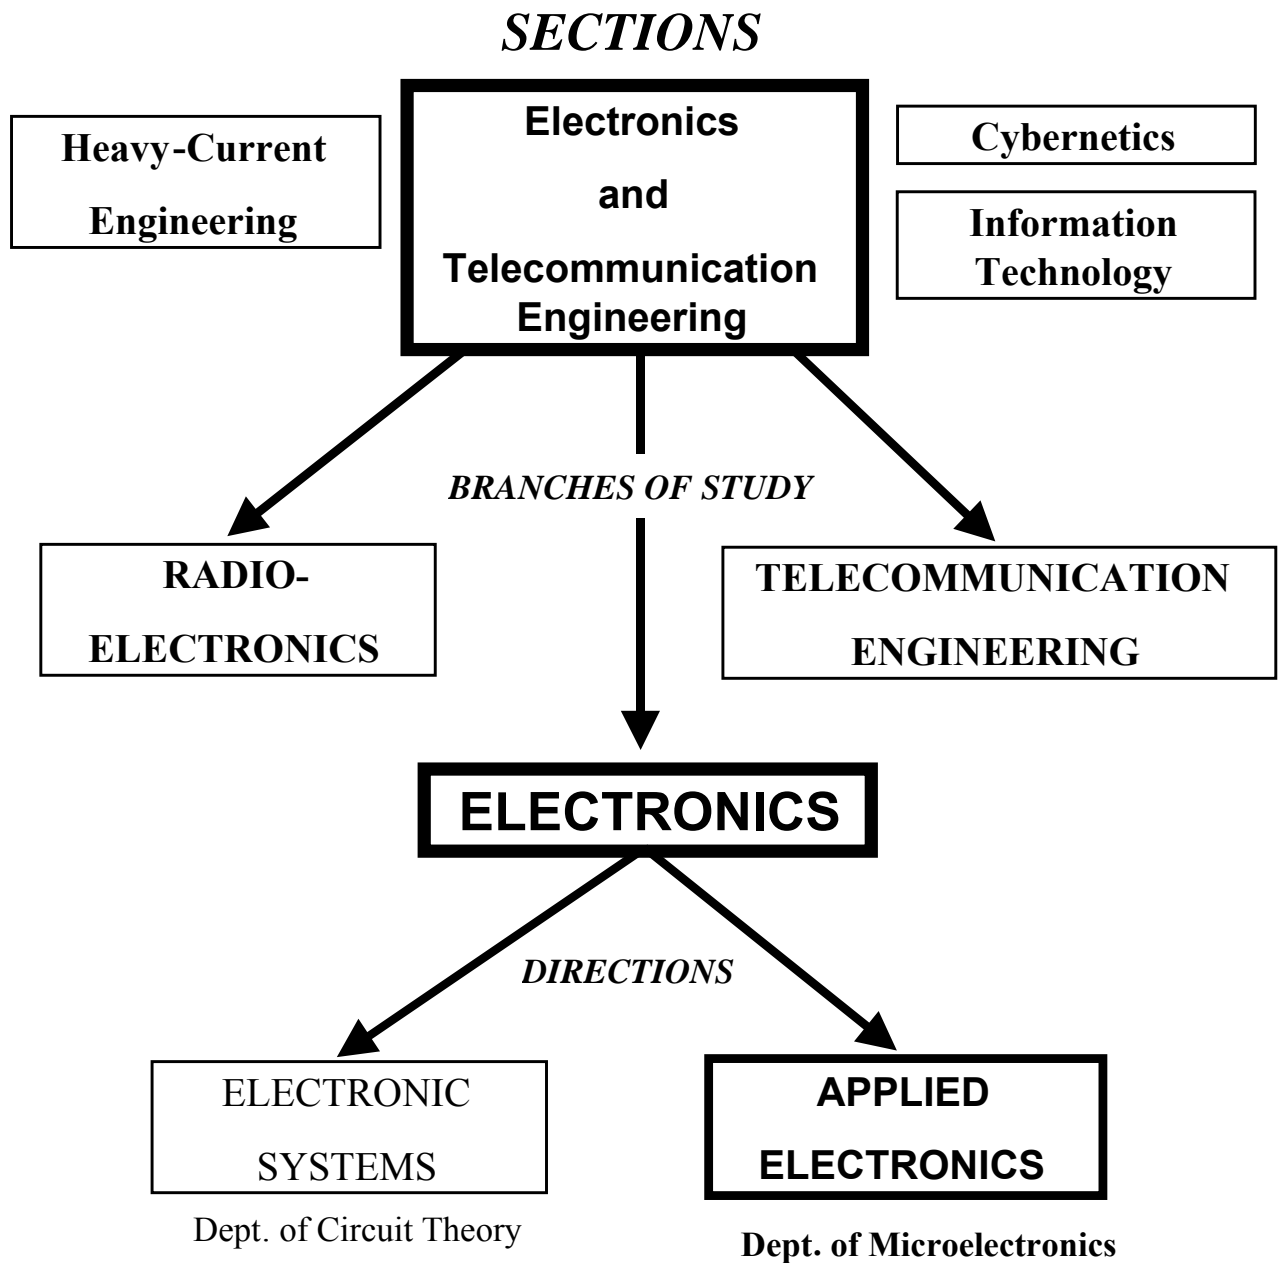 SECTIONS
Heavy-Current
Engineering
Electronics
and
Telecommunication
Engineering
Cybernetics
Information
Technology
BRANCHES OF STUDY
RADIO-
ELECTRONICS
TELECOMMUNICATION
ENGINEERING
ELECTRONICS
DIRECTIONS
ELECTRONIC
SYSTEMS
Dept. of Circuit Theory
APPLIED
ELECTRONICS
Dept. of Microelectronics